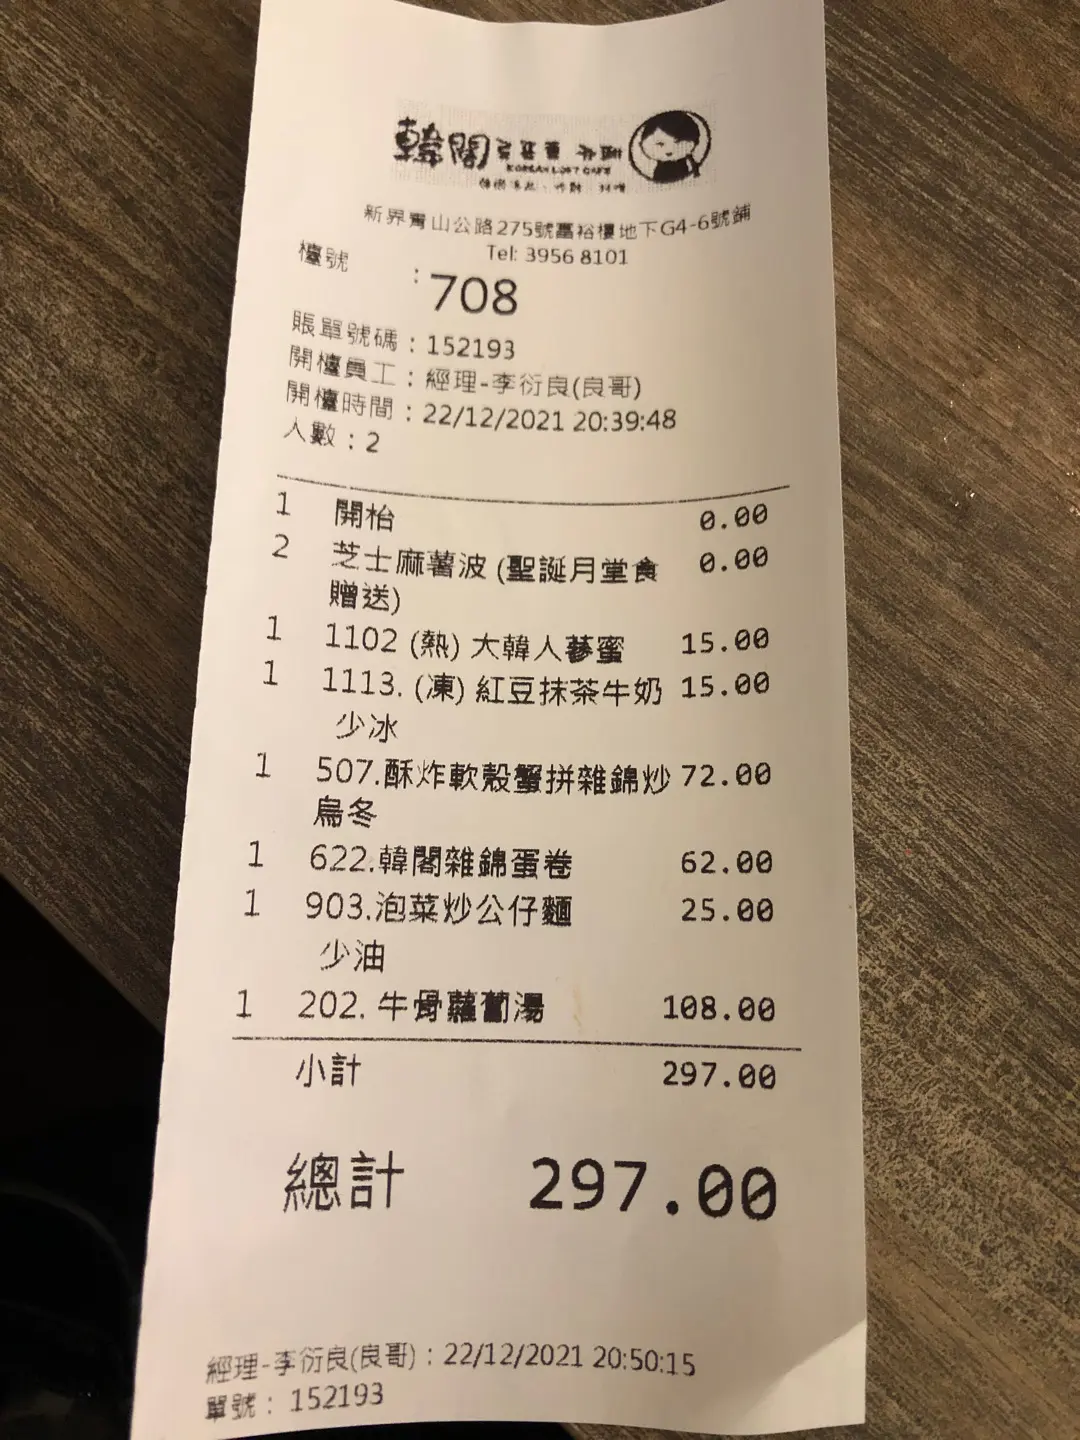 韓閣
KOREAN LOFT CAFE
新界青山公路275號富裕樓地下G4-6號鋪
Tel: 3956 8101
檯號 : 708
賬單號碼 : 152193
開檯員工 : 經理-李衍良(良哥)
開檯時間 : 22/12/2021 20:39:48
人數 : 2
1 開枱 0.00
2 芝士麻薯波 (聖誕月堂食 0.00
贈送)
1 1102 (熱) 大韓人蔘蜜 15.00
1 1113. (凍) 紅豆抹茶牛奶 15.00
少冰
1 507.酥炸軟殼蟹拼雜錦炒 72.00
烏冬
1 622.韓閣雜錦蛋卷 62.00
1 903.泡菜炒公仔麵 25.00
少油
1 202. 牛骨蘿蔔湯 108.00
小計 297.00
總計 297.00
經理-李衍良(良哥) : 22/12/2021 20:50:15
單號 : 152193